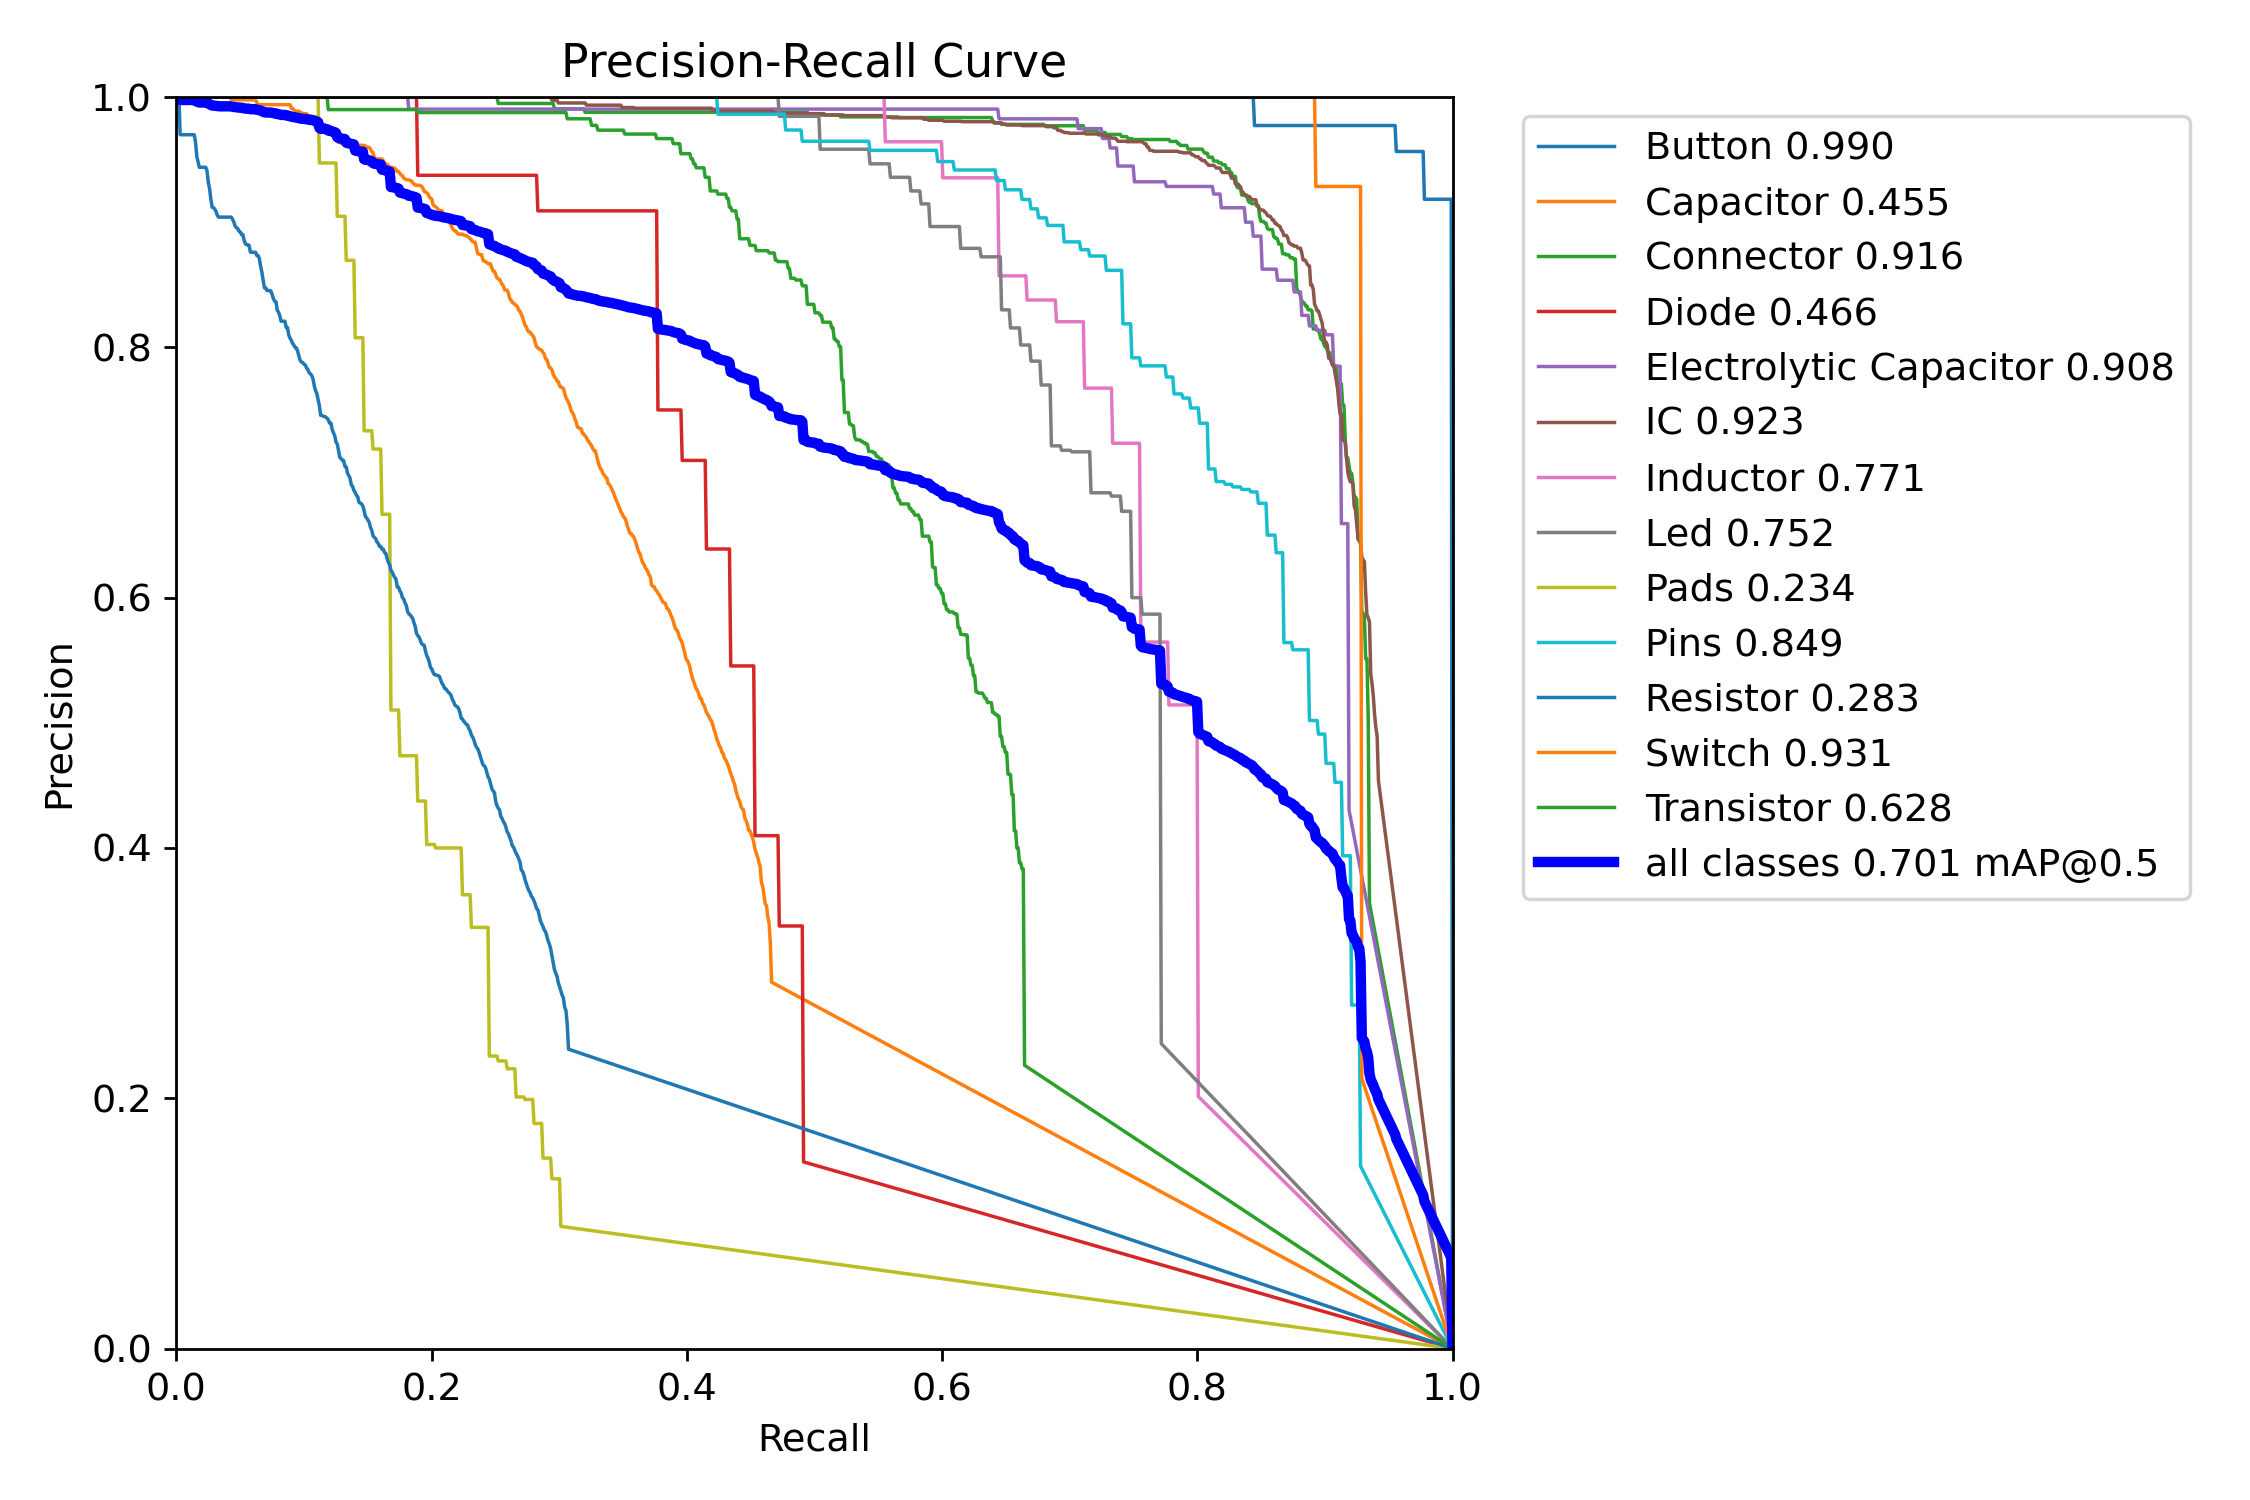 Precision-Recall Curve
1.0
0.8
0.6
0.4
0.2
0.0
Precision
0.0 0.2 0.4 0.6 0.8 1.0
Recall
Button 0.990
Capacitor 0.455
Connector 0.916
Diode 0.466
Electrolytic Capacitor 0.908
IC 0.923
Inductor 0.771
Led 0.752
Pads 0.234
Pins 0.849
Resistor 0.283
Switch 0.931
Transistor 0.628
all classes 0.701 mAP@0.5